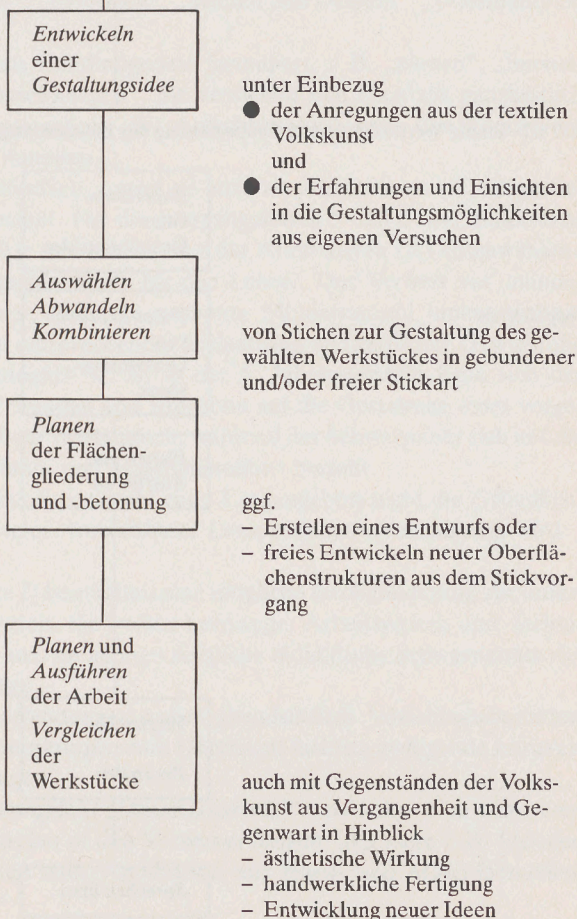 Entwickeln
einer
Gestaltungsidee
unter Einbezug
● der Anregungen aus der textilen
Volkskunst
und
● der Erfahrungen und Einsichten
in die Gestaltungsmöglichkeiten
aus eigenen Versuchen
Auswählen
Abwandeln
Kombinieren
von Stichen zur Gestaltung des ge-
wählten Werkstückes in gebundener
und/oder freier Stickart
Planen
der Flächen-
gliederung
und -betonung
ggf.
– Erstellen eines Entwurfs oder
– freies Entwickeln neuer Oberflä-
chenstrukturen aus dem Stickvor-
gang
Planen und
Ausführen
der Arbeit
Vergleichen
der
Werkstücke
auch mit Gegenständen der Volks-
kunst aus Vergangenheit und Ge-
genwart in Hinblick
– ästhetische Wirkung
– handwerkliche Fertigung
– Entwicklung neuer Ideen